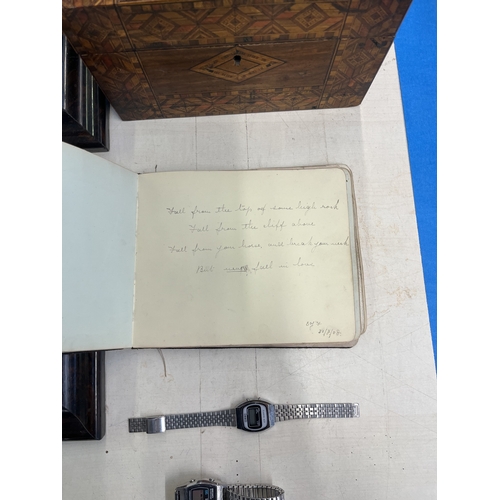 Fall from the top of some high rock
Fall from the cliff above
Fall from your horse and break your neck
But never fall in love